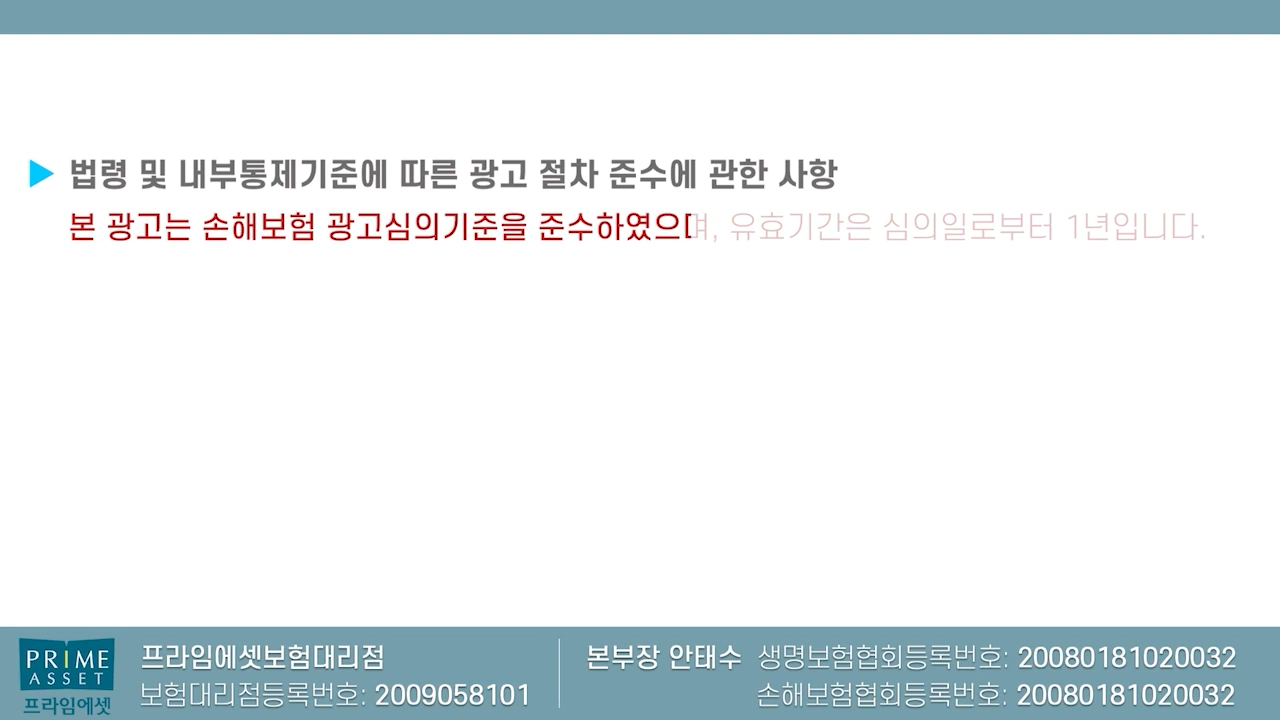 ▶ 법령 및 내부통제기준에 따른 광고 절차 준수에 관한 사항
본 광고는 손해보험 광고심의기준을 준수하였으며, 유효기간은 심의일로부터 1년입니다.
PRIME
ASSET
프라임에셋
프라임에셋보험대리점
보험대리점등록번호: 2009058101
본부장 안태수 생명보험협회등록번호: 20080181020032
손해보험협회등록번호: 20080181020032